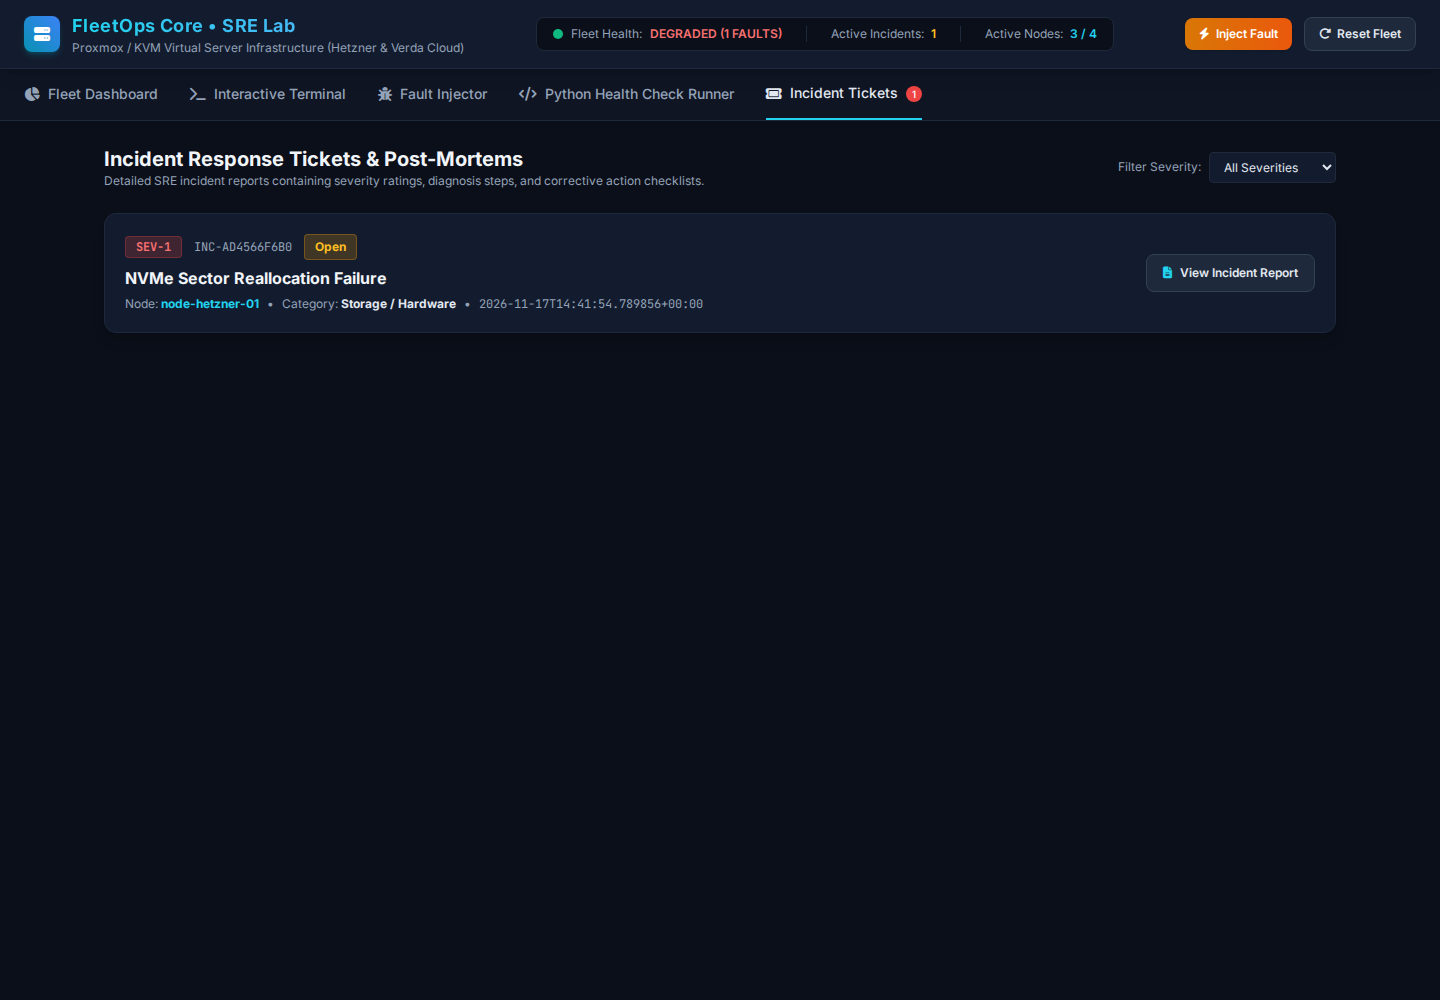 FleetOps Core • SRE Lab
Proxmox / KVM Virtual Server Infrastructure (Hetzner & Verda Cloud)
Fleet Health: DEGRADED (1 FAULTS)
Active Incidents: 1
Active Nodes: 3 / 4
Inject Fault
Reset Fleet
Fleet Dashboard
Interactive Terminal
Fault Injector
Python Health Check Runner
Incident Tickets 1
Incident Response Tickets & Post-Mortems
Detailed SRE incident reports containing severity ratings, diagnosis steps, and corrective action checklists.
Filter Severity: All Severities
SEV-1 INC-AD4566F6B0 Open
NVMe Sector Reallocation Failure
Node: node-hetzner-01 • Category: Storage / Hardware • 2026-11-17T14:41:54.789856+00:00
View Incident Report